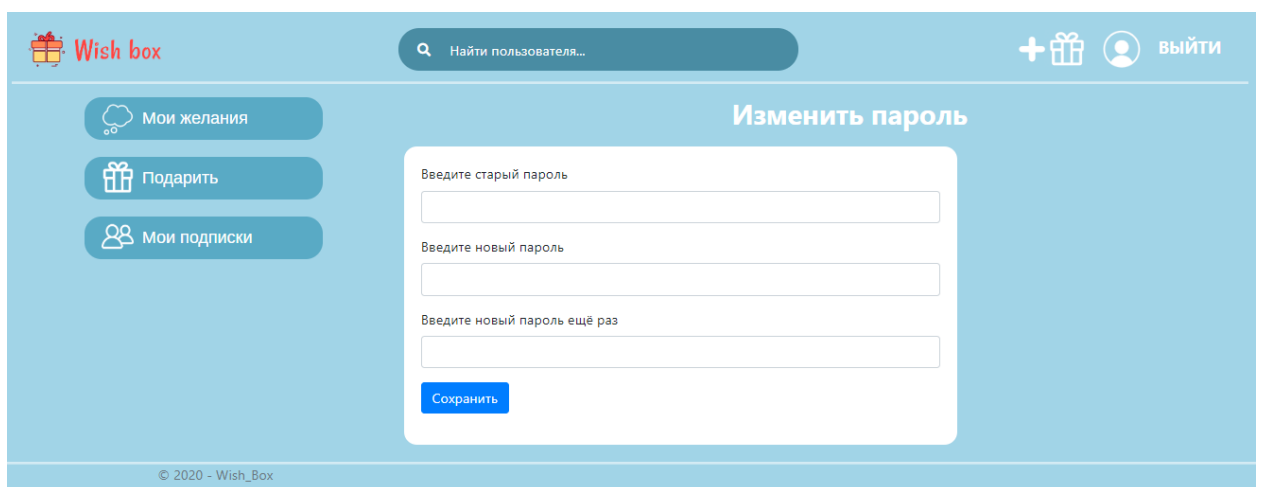 Wish box
Найти пользователя...
выйти
Мои желания
Подарить
Мои подписки
Изменить пароль
Введите старый пароль
Введите новый пароль
Введите новый пароль ещё раз
Сохранить
© 2020 - Wish_Box